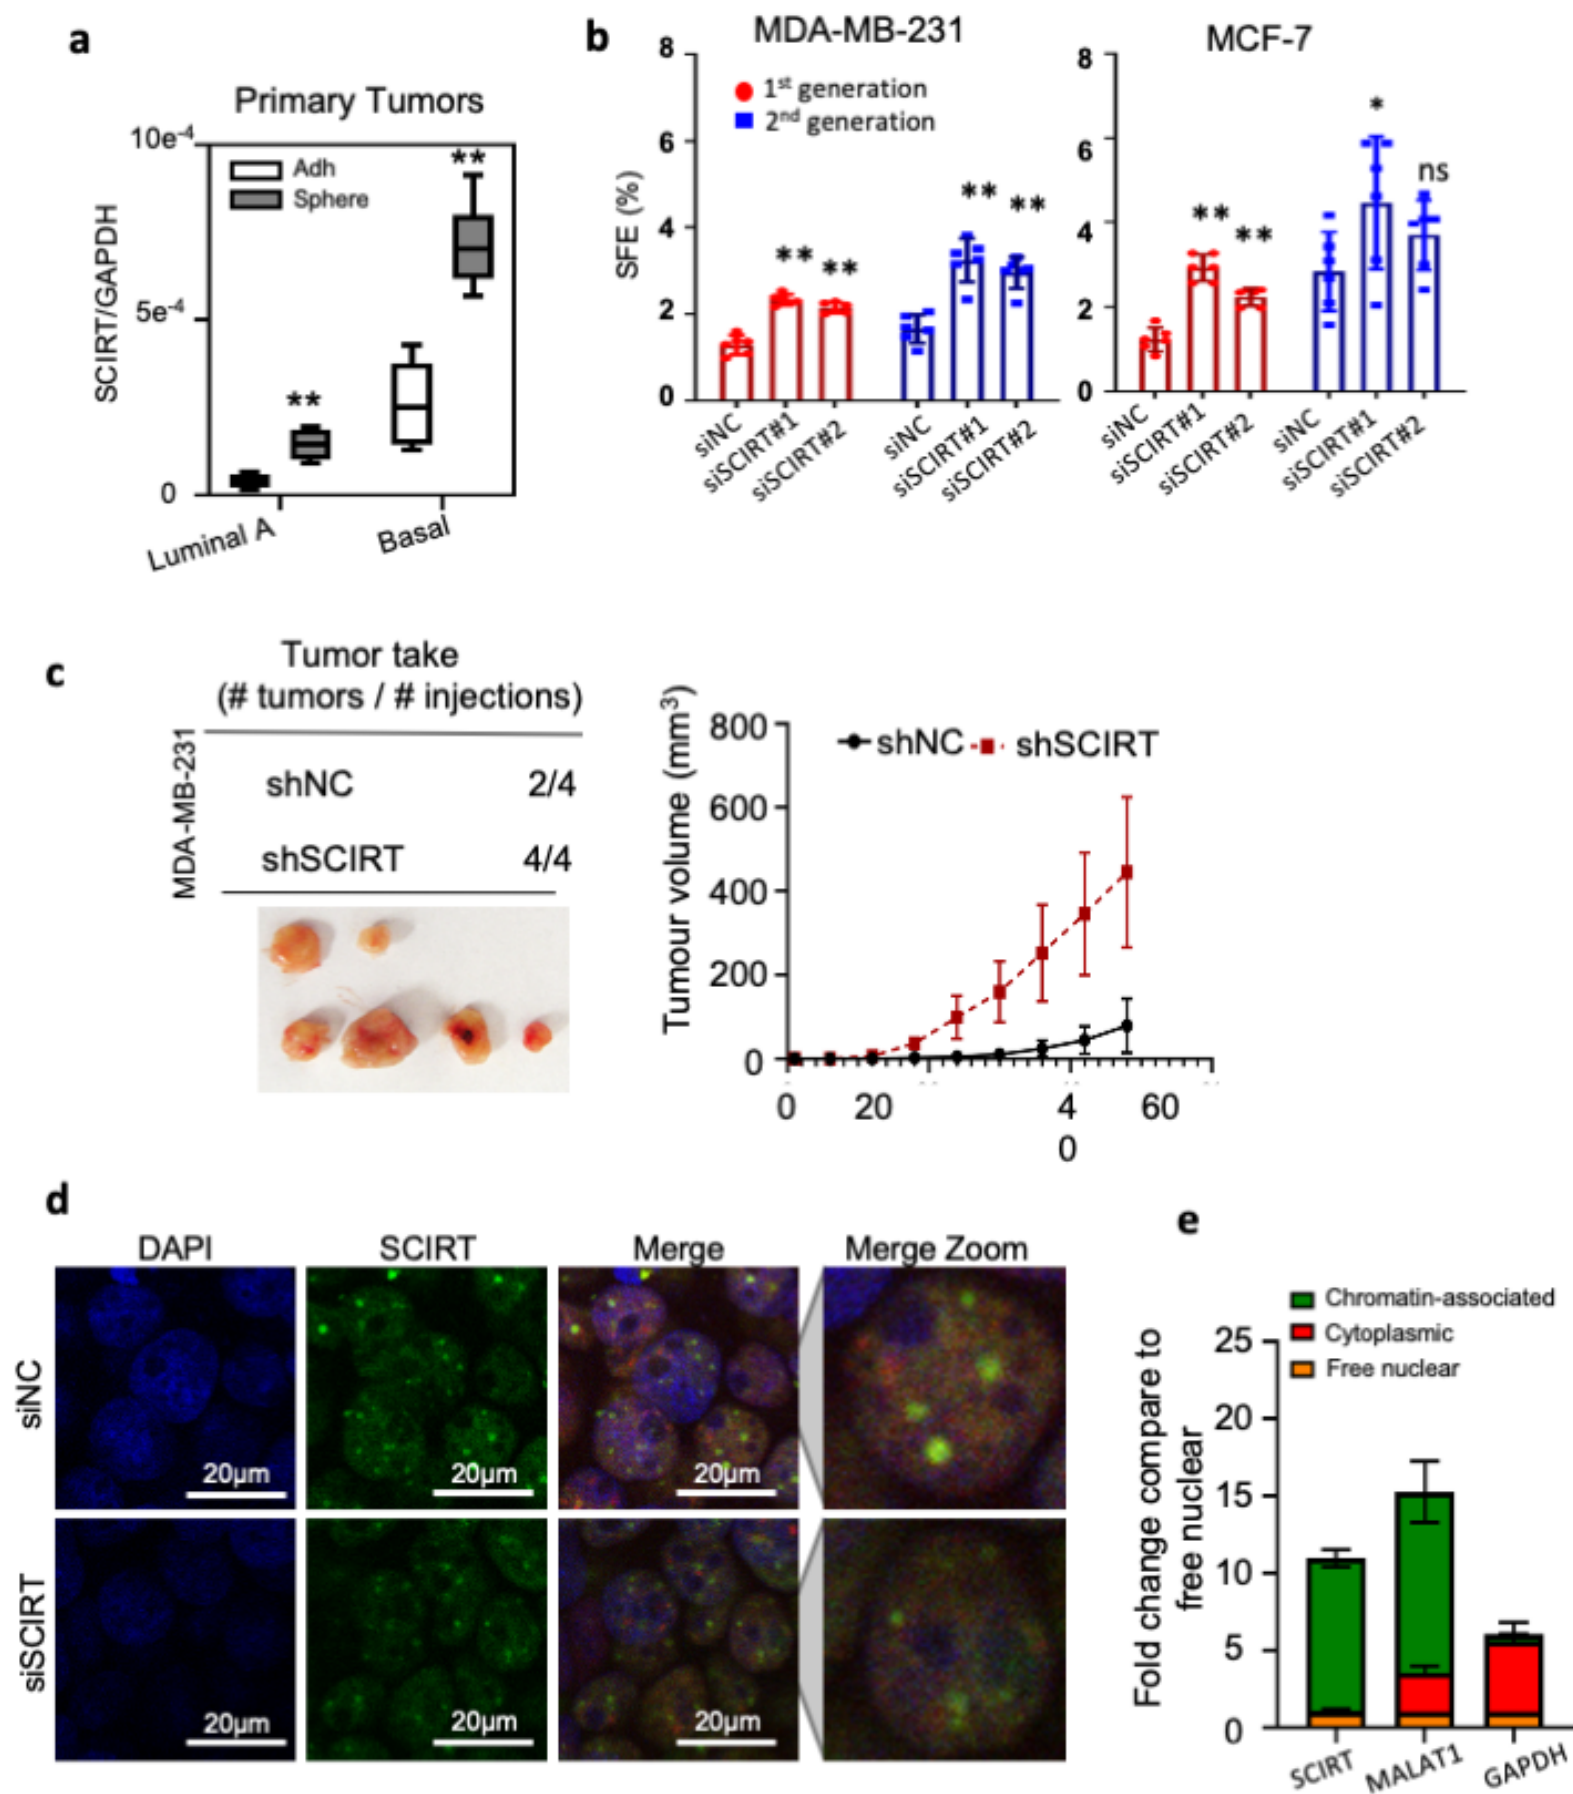 a
Primary Tumors
10e-4
5e-4
0
SCIRT/GAPDH
Adh
Sphere
**
**
Luminal A
Basal
b
MDA-MB-231
MCF-7
8
6
4
2
0
SFE (%)
1st generation
2nd generation
**
**
**
**
siNC
siSCIRT#1
siSCIRT#2
siNC
siSCIRT#1
siSCIRT#2
8
6
4
2
0
**
**
*
ns
siNC
siSCIRT#1
siSCIRT#2
siNC
siSCIRT#1
siSCIRT#2
c
Tumor take
(# tumors / # injections)
MDA-MB-231
shNC 2/4
shSCIRT 4/4
Tumour volume (mm3)
800
600
400
200
0
shNC shSCIRT
0 20 4 60
0
d
DAPI SCIRT Merge Merge Zoom
siNC
20µm 20µm 20µm
siSCIRT
20µm 20µm 20µm
e
Chromatin-associated
Cytoplasmic
Free nuclear
Fold change compare to
free nuclear
25
20
15
10
5
0
SCIRT
MALAT1
GAPDH